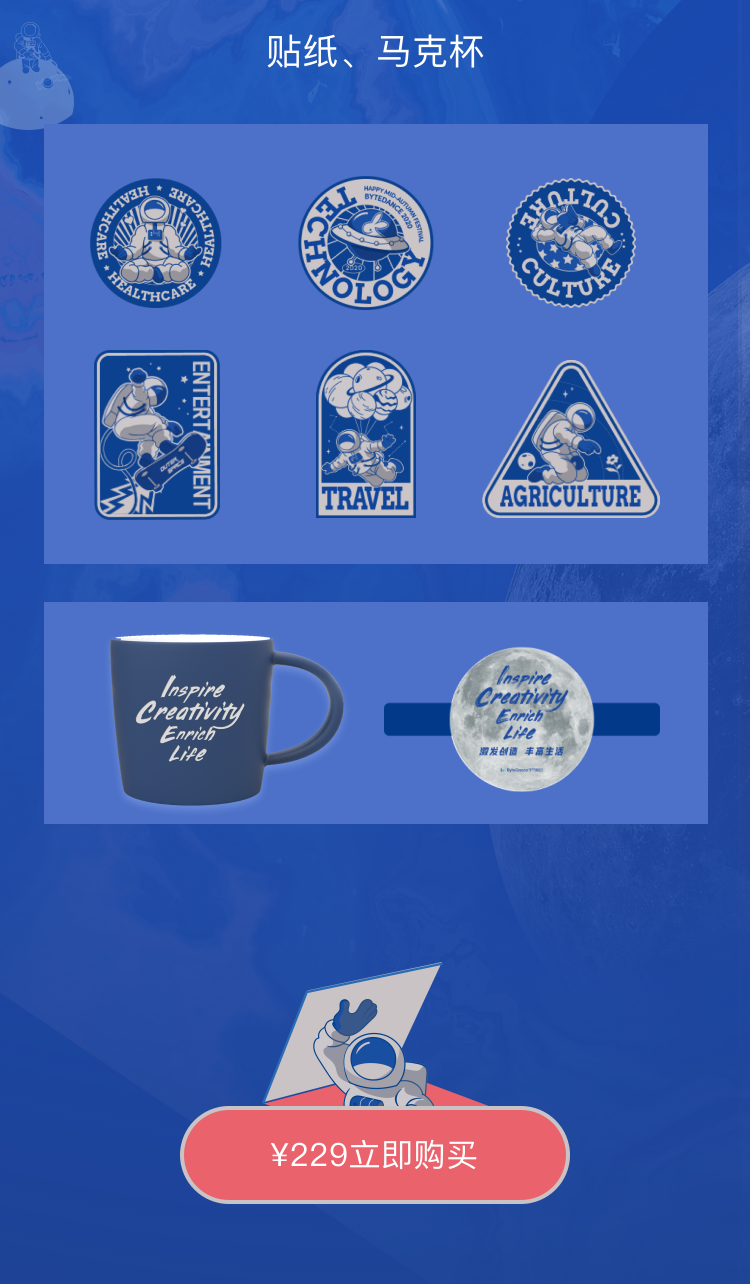 贴纸、马克杯
HEALTHCARE ★ HEALTHCARE ★ HEALTHCARE
TECHNOLOGY
HAPPY MID-AUTUMN FESTIVAL
BYTEDANCE 2020
2020
CULTURE
CULTURE
ENTERTAINMENT
OUTER
SPACE
TRAVEL
AGRICULTURE
Inspire
Creativity
Enrich
Life
Inspire
Creativity
Enrich
Life
激发创造 丰富生活
¥229立即购买